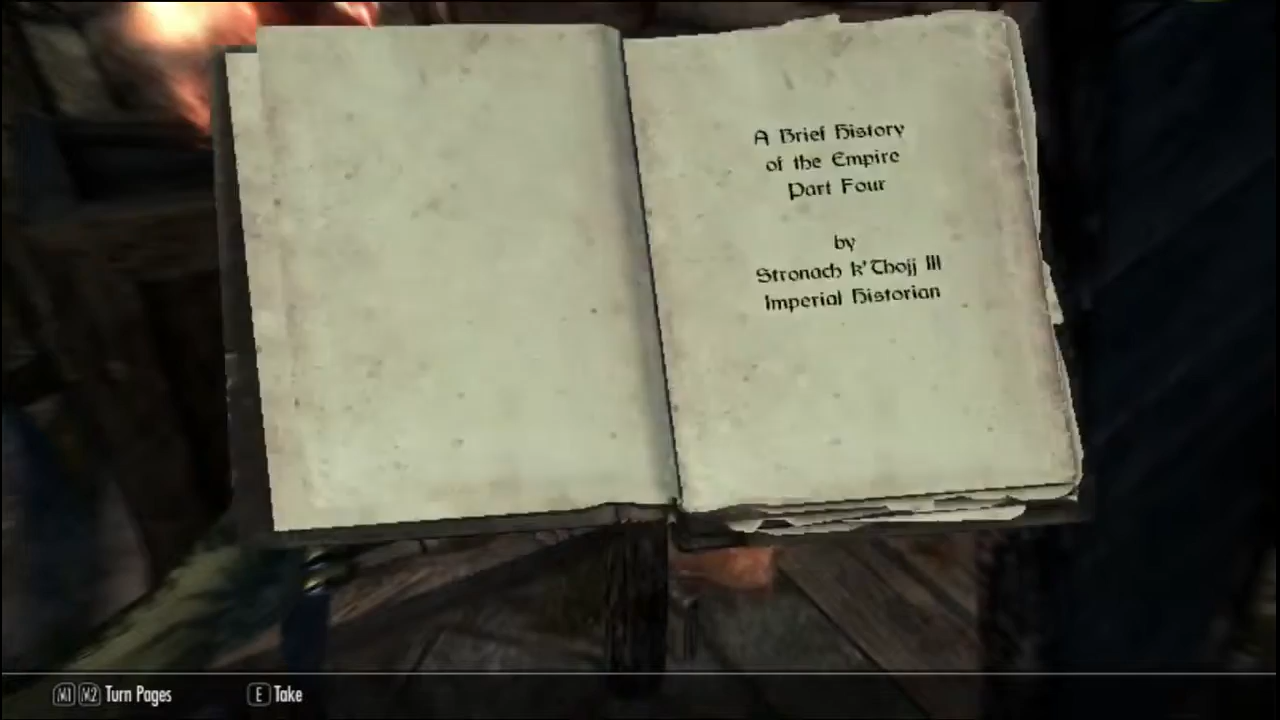 A Brief History
of the Empire
Part Four
by
Stronach k'Thojj III
Imperial Historian
M1 M2 Turn Pages
E Take